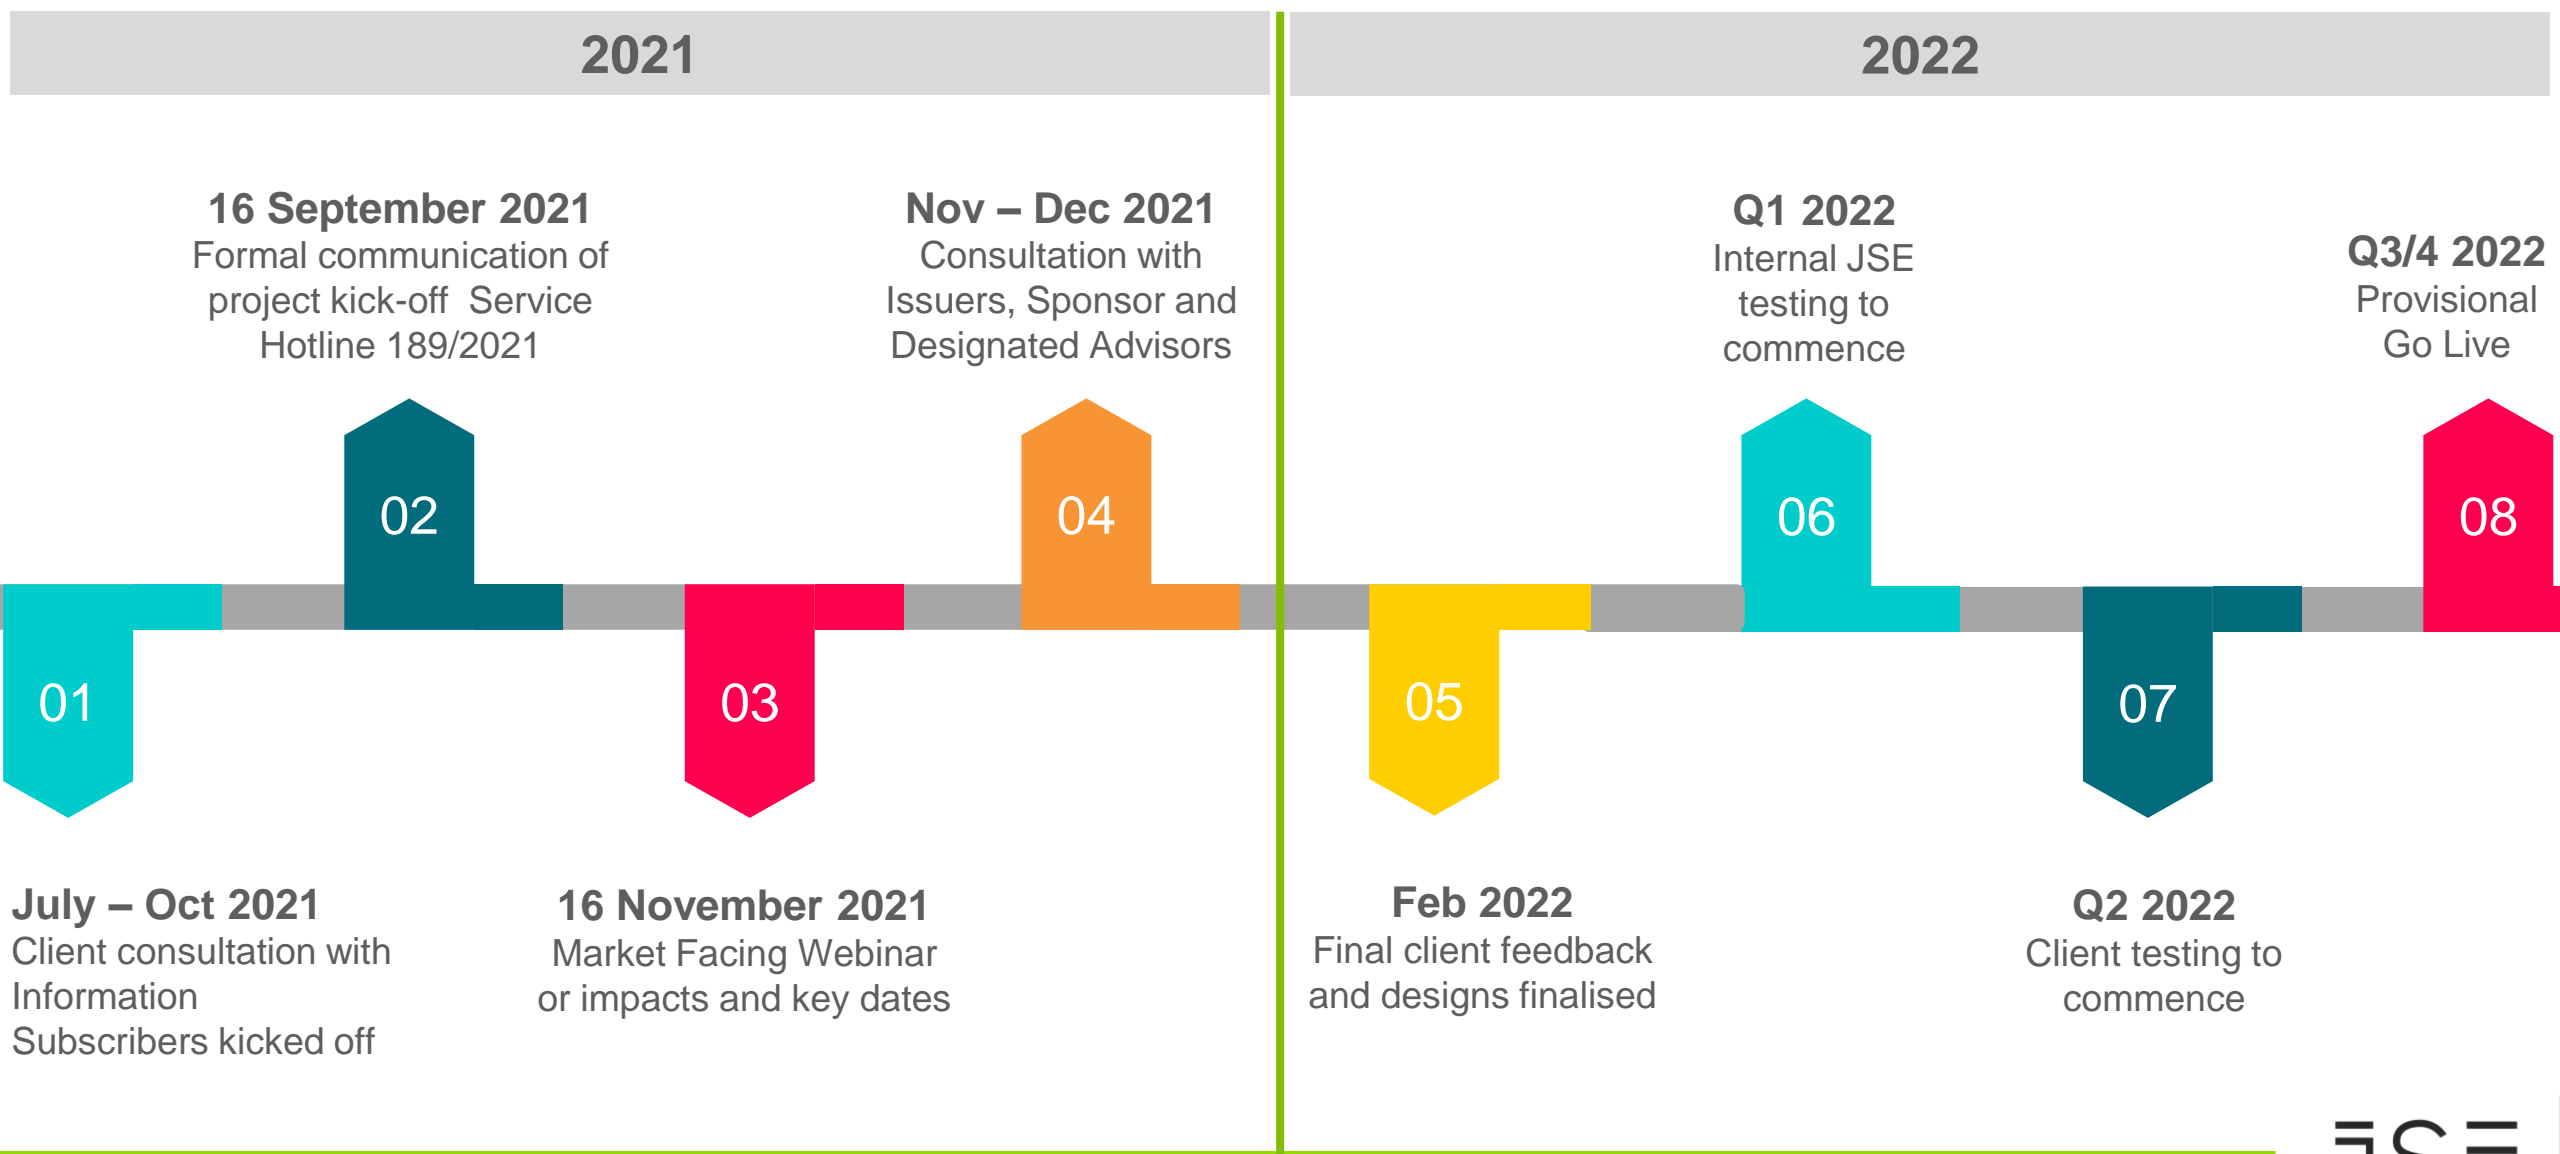 2021
2022
16 September 2021
Formal communication of
project kick-off  Service
Hotline 189/2021
Nov – Dec 2021
Consultation with
Issuers, Sponsor and
Designated Advisors
Q1 2022
Internal JSE
testing to
commence
Q3/4 2022
Provisional
Go Live
02
04
06
08
01
03
05
07
July – Oct 2021
Client consultation with
Information
Subscribers kicked off
16 November 2021
Market Facing Webinar
or impacts and key dates
Feb 2022
Final client feedback
and designs finalised
Q2 2022
Client testing to
commence
JSE